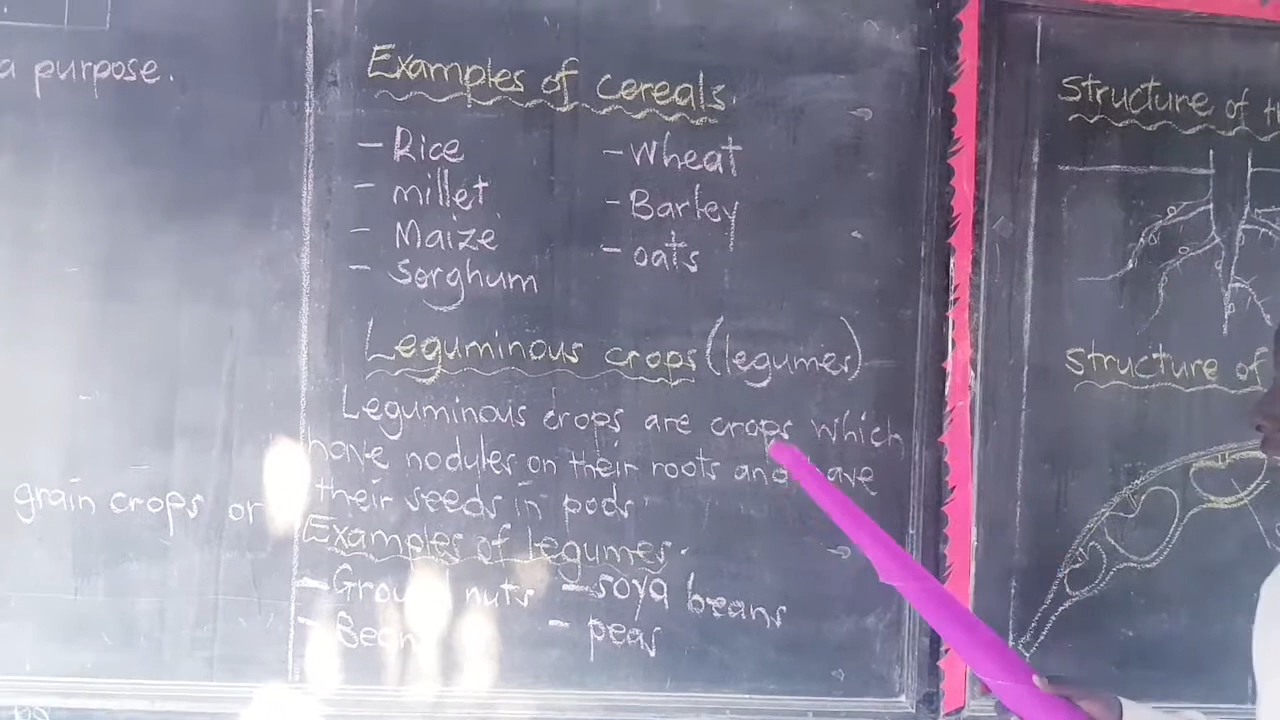 a purpose.
grain crops or
Examples of cereals.
- Rice - Wheat
- millet - Barley
- Maize - oats
- Sorghum
Leguminous crops (legumes)
Leguminous crops are crops which
have nodules on their roots and have
their seeds in pods
Examples of legumes.
- Ground nuts - soya beans
- Bean - peas
structure of
structure of